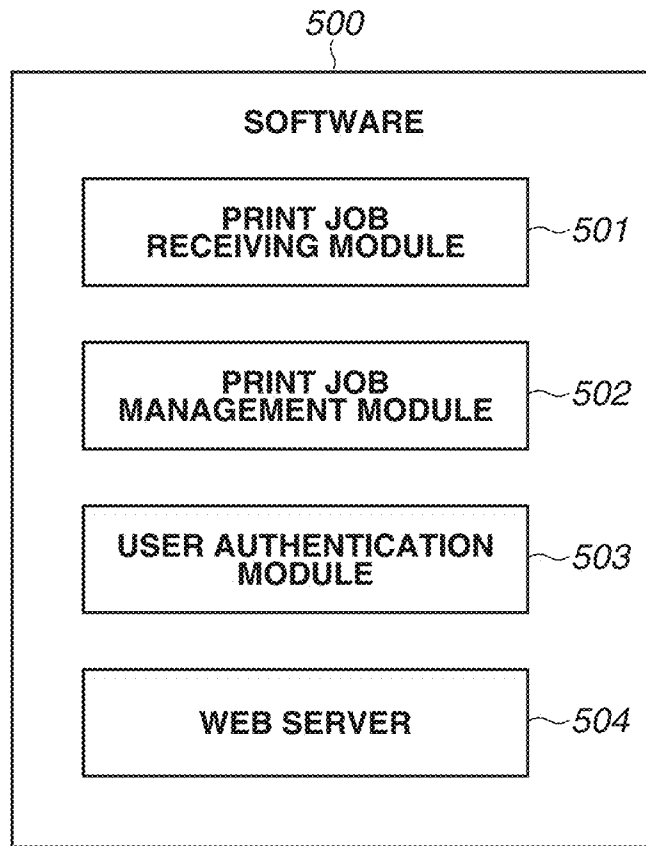 500
SOFTWARE
PRINT JOB
RECEIVING MODULE
501
PRINT JOB
MANAGEMENT MODULE
502
USER AUTHENTICATION
MODULE
503
WEB SERVER
504